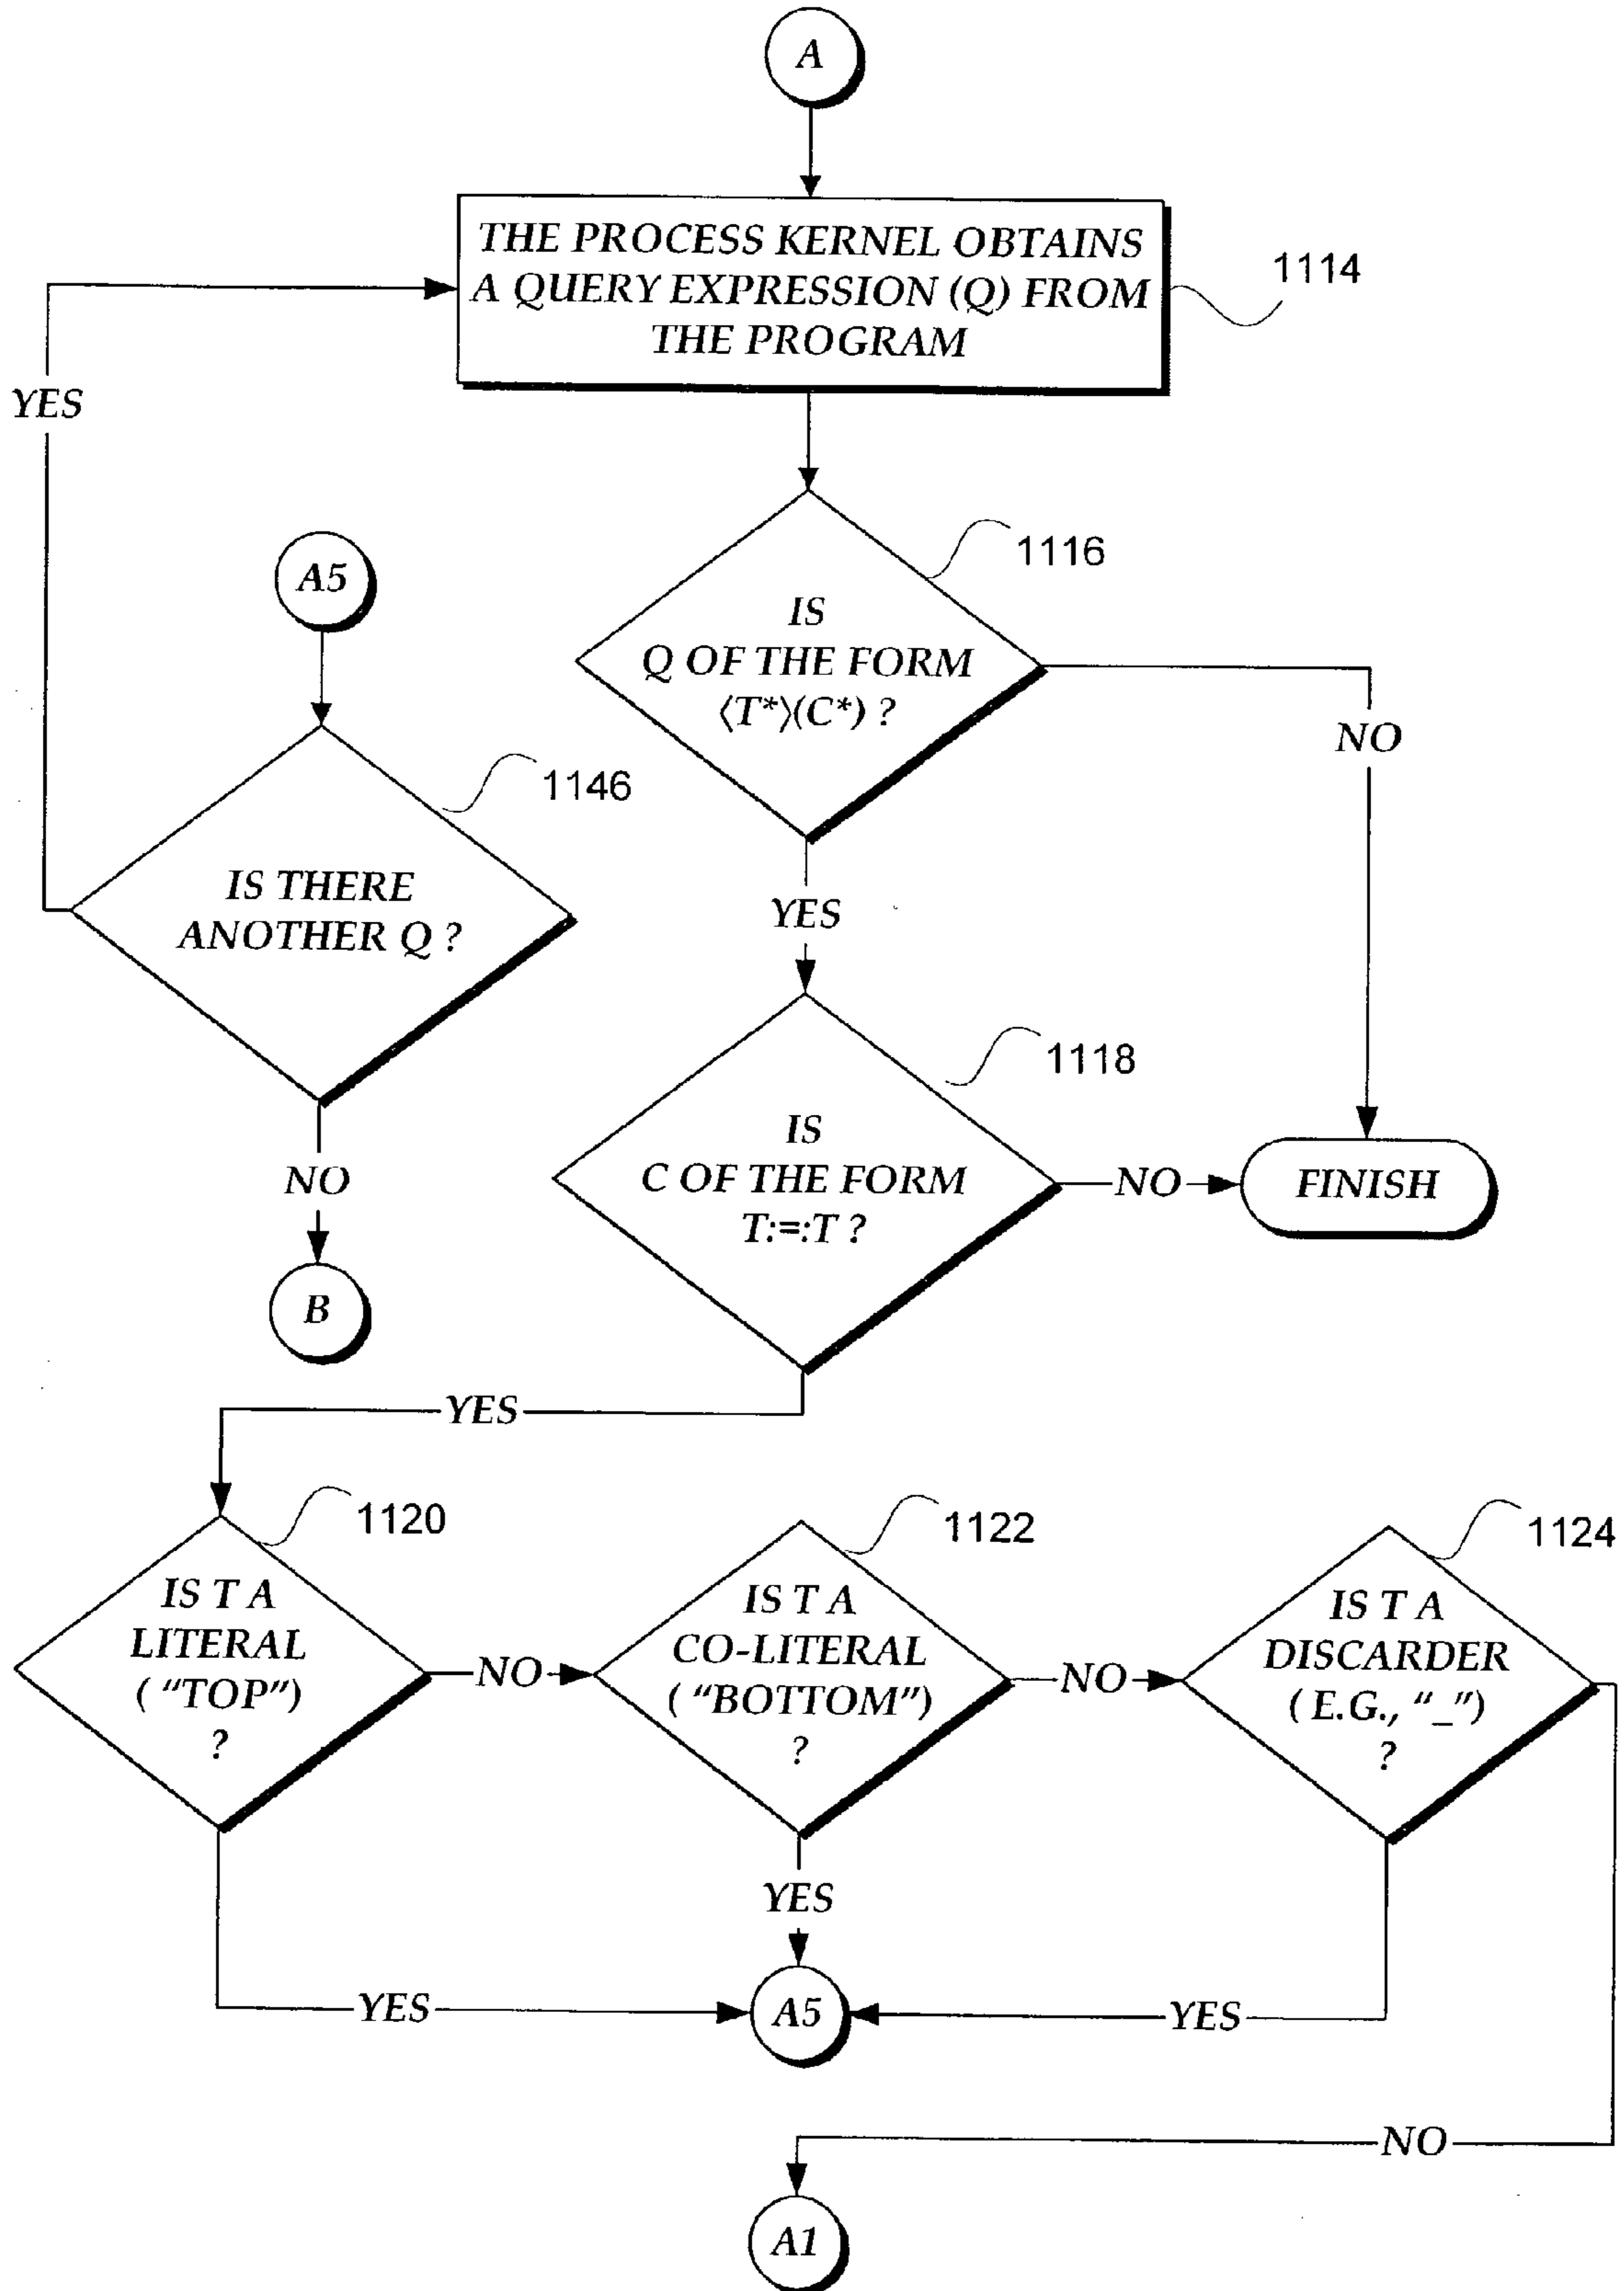 A
THE PROCESS KERNEL OBTAINS
A QUERY EXPRESSION (Q) FROM
THE PROGRAM
1114
YES
A5
1116
IS
Q OF THE FORM
⟨T*⟩(C*) ?
NO
1146
IS THERE
ANOTHER Q ?
YES
1118
IS
C OF THE FORM
T:=:T ?
NO
FINISH
NO
B
YES
1120
1122
1124
IS T A
LITERAL
( “TOP”)
?
NO
IS T A
CO-LITERAL
( “BOTTOM”)
?
NO
IS T A
DISCARDER
( E.G., “_”)
?
YES
YES
A5
YES
NO
A1